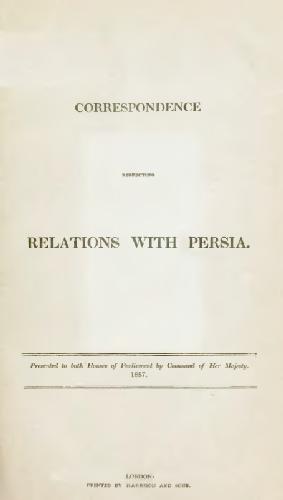 CORRESPONDENCE
RESPECTING
RELATIONS WITH PERSIA.
Presented to both Houses of Parliament by Command of Her Majesty.
1857.
LONDON:
PRINTED BY HARRISON AND SONS.